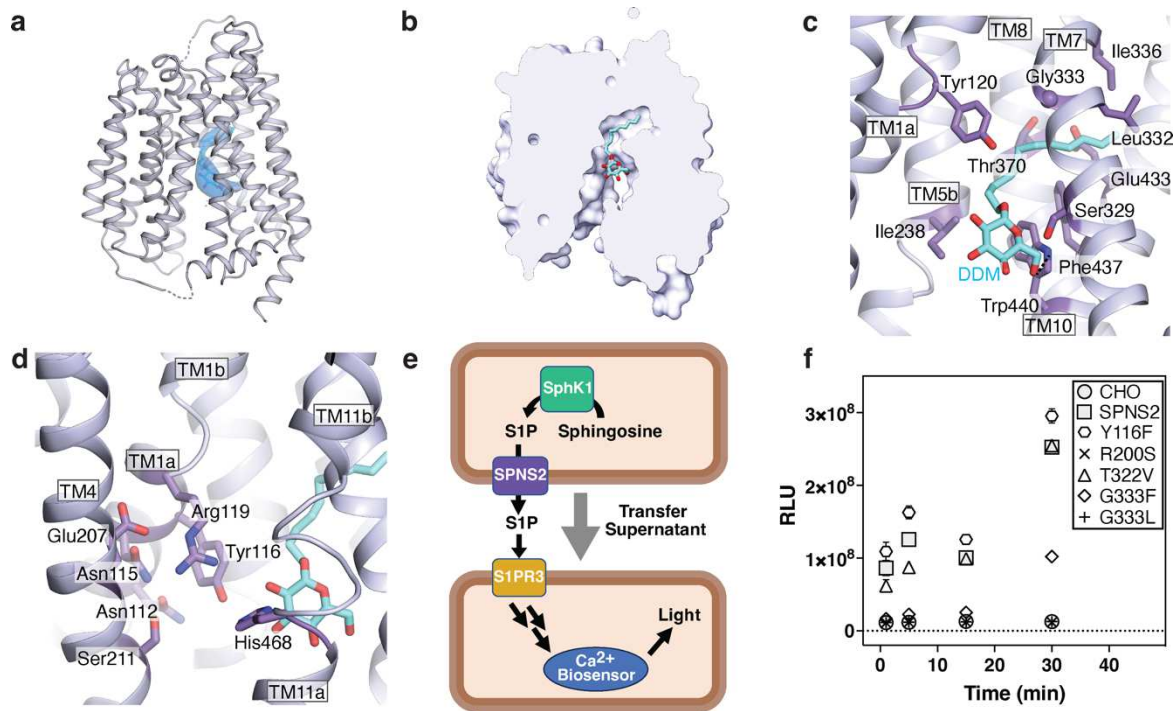 a
b
c
TM8
TM7
Ile336
Tyr120
Gly333
TM1a
Leu332
Thr370
Glu433
TM5b
Ser329
Ile238
DDM
Phe437
Trp440
TM10
d
TM1b
TM11b
TM1a
TM4
Arg119
Glu207
Tyr116
Asn115
Asn112
His468
Ser211
TM11a
e
SphK1
S1P
Sphingosine
SPNS2
S1P
Transfer
Supernatant
S1PR3
Light
Ca2+
Biosensor
f
CHO
SPNS2
Y116F
R200S
T322V
G333F
G333L
3×10⁸
2×10⁸
1×10⁸
0
RLU
0
10
20
30
40
Time (min)